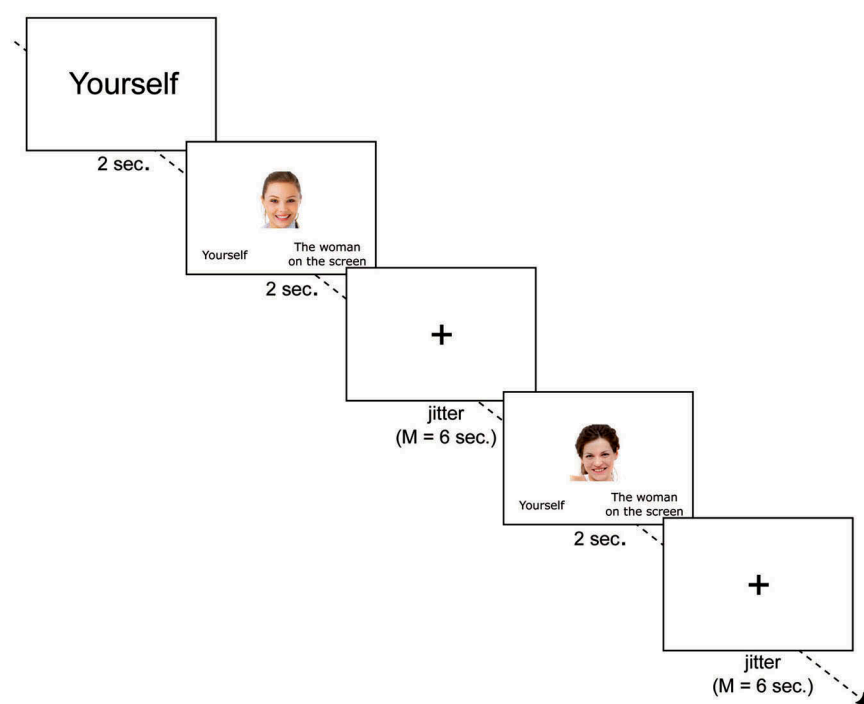 Yourself
2 sec.
Yourself
The woman
on the screen
2 sec.
+
jitter
(M = 6 sec.)
Yourself
The woman
on the screen
2 sec.
+
jitter
(M = 6 sec.)